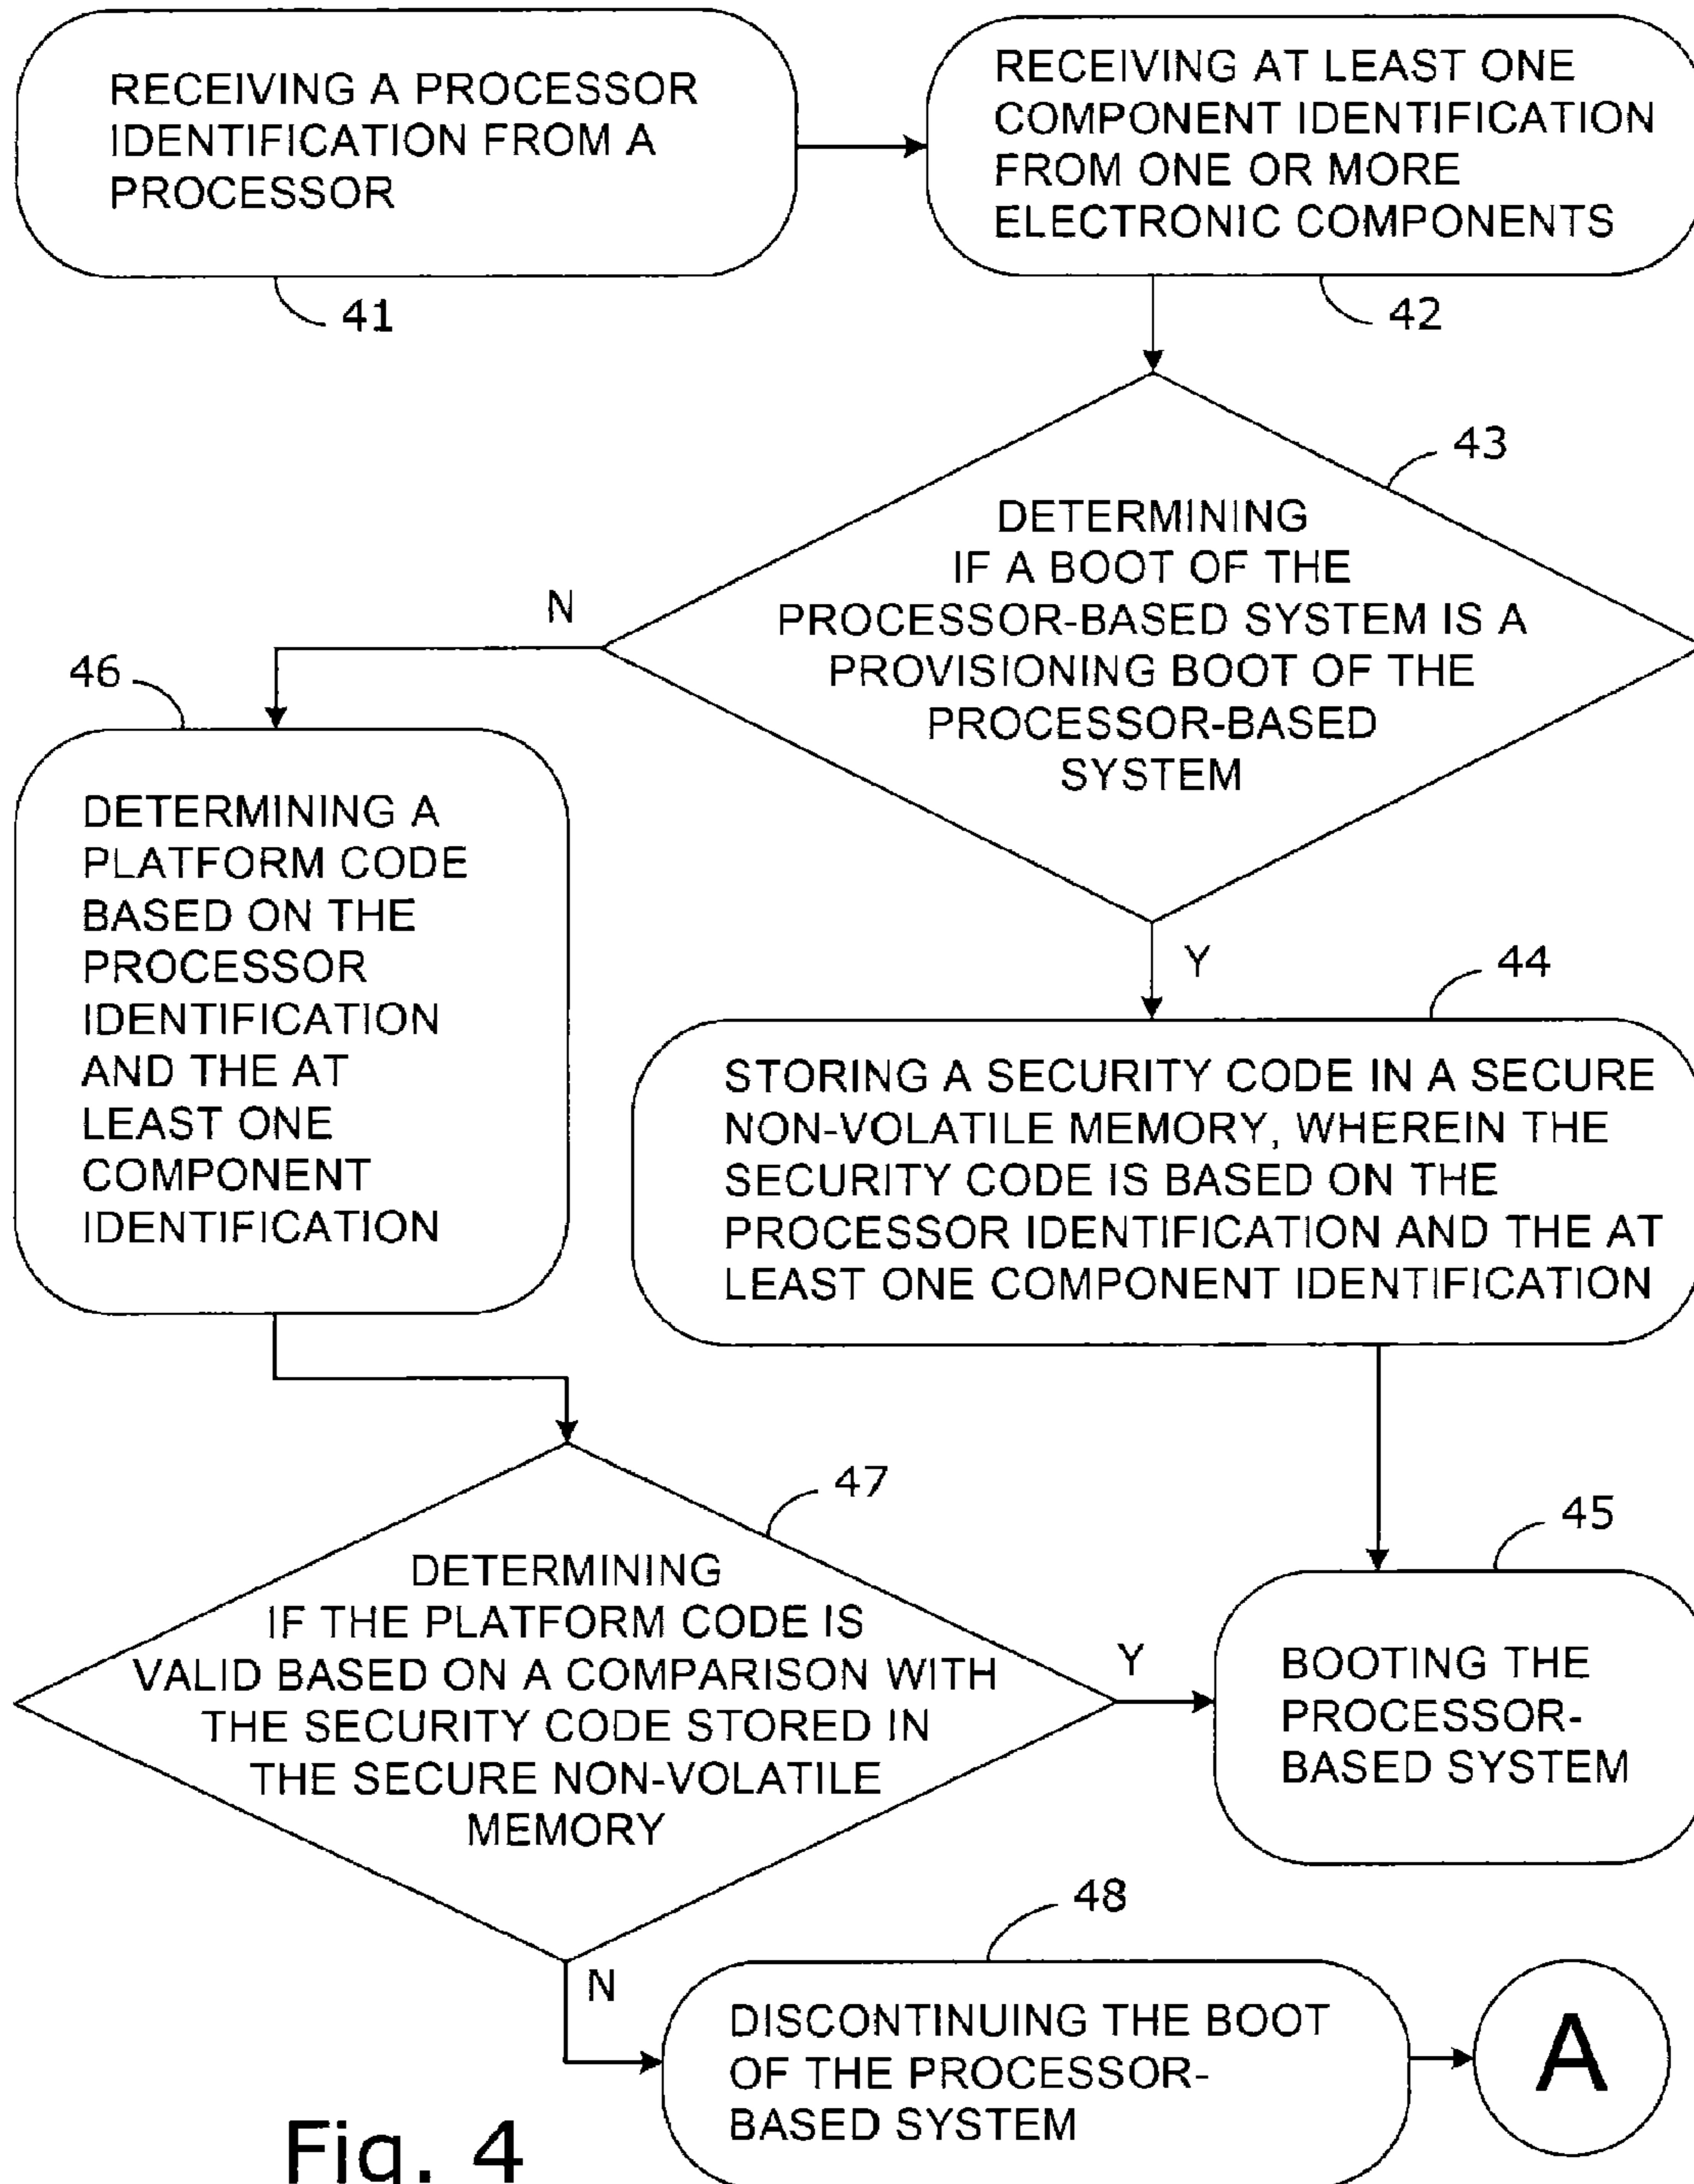 RECEIVING A PROCESSOR
IDENTIFICATION FROM A
PROCESSOR
41
RECEIVING AT LEAST ONE
COMPONENT IDENTIFICATION
FROM ONE OR MORE
ELECTRONIC COMPONENTS
42
43
DETERMINING
IF A BOOT OF THE
PROCESSOR-BASED SYSTEM IS A
PROVISIONING BOOT OF THE
PROCESSOR-BASED
SYSTEM
N
Y
46
DETERMINING A
PLATFORM CODE
BASED ON THE
PROCESSOR
IDENTIFICATION
AND THE AT
LEAST ONE
COMPONENT
IDENTIFICATION
44
STORING A SECURITY CODE IN A SECURE
NON-VOLATILE MEMORY, WHEREIN THE
SECURITY CODE IS BASED ON THE
PROCESSOR IDENTIFICATION AND THE AT
LEAST ONE COMPONENT IDENTIFICATION
47
DETERMINING
IF THE PLATFORM CODE IS
VALID BASED ON A COMPARISON WITH
THE SECURITY CODE STORED IN
THE SECURE NON-VOLATILE
MEMORY
Y
N
45
BOOTING THE
PROCESSOR-
BASED SYSTEM
48
DISCONTINUING THE BOOT
OF THE PROCESSOR-
BASED SYSTEM
A
Fig. 4